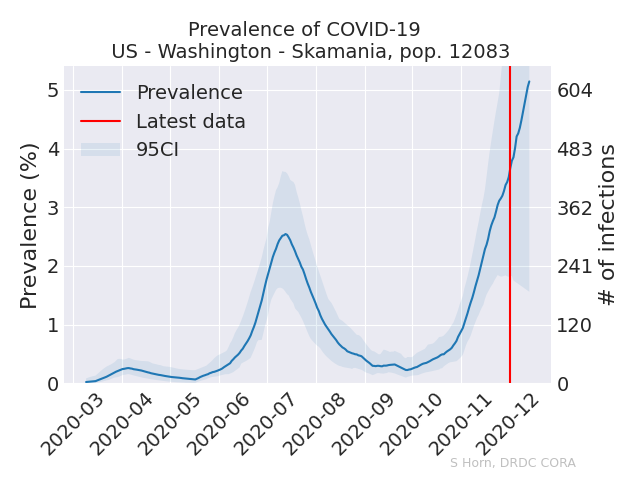 Prevalence of COVID-19
US - Washington - Skamania, pop. 12083
Prevalence
Latest data
95CI
Prevalence (%)
5
4
3
2
1
0
604
483
362
241
120
0
# of infections
2020-03
2020-04
2020-05
2020-06
2020-07
2020-08
2020-09
2020-10
2020-11
2020-12
S Horn, DRDC CORA